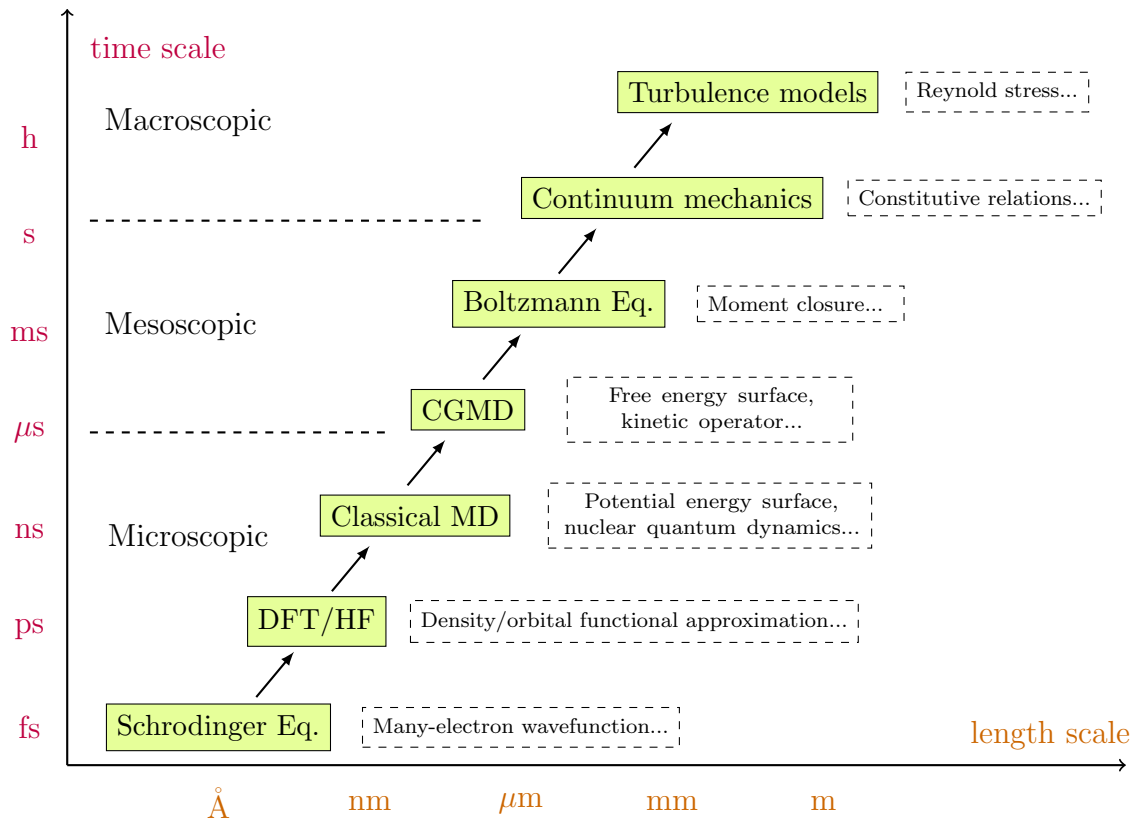 time scale
Turbulence models
Reynold stress...
Macroscopic
h
Continuum mechanics
Constitutive relations...
s
Boltzmann Eq.
Moment closure...
Mesoscopic
ms
CGMD
Free energy surface,
kinetic operator...
μs
Classical MD
Potential energy surface,
nuclear quantum dynamics...
Microscopic
ns
DFT/HF
Density/orbital functional approximation...
ps
Schrodinger Eq.
Many-electron wavefunction...
fs
length scale
Å
nm
μm
mm
m